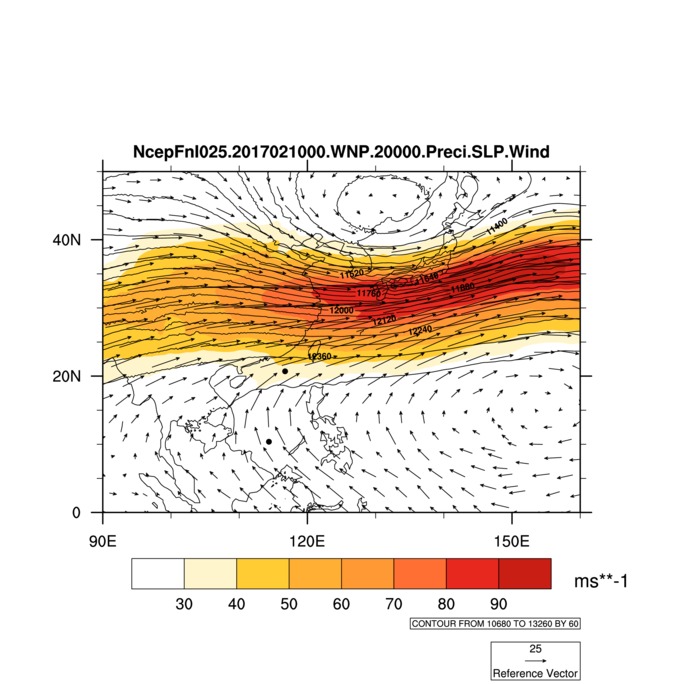 NcepFnl025.2017021000.WNP.20000.Preci.SLP.Wind
40N
11400
11520
11640
11760
11880
12000
12120
12240
12360
20N
0
90E 120E 150E
ms**-1
30 40 50 60 70 80 90
CONTOUR FROM 10680 TO 13260 BY 60
25
Reference Vector